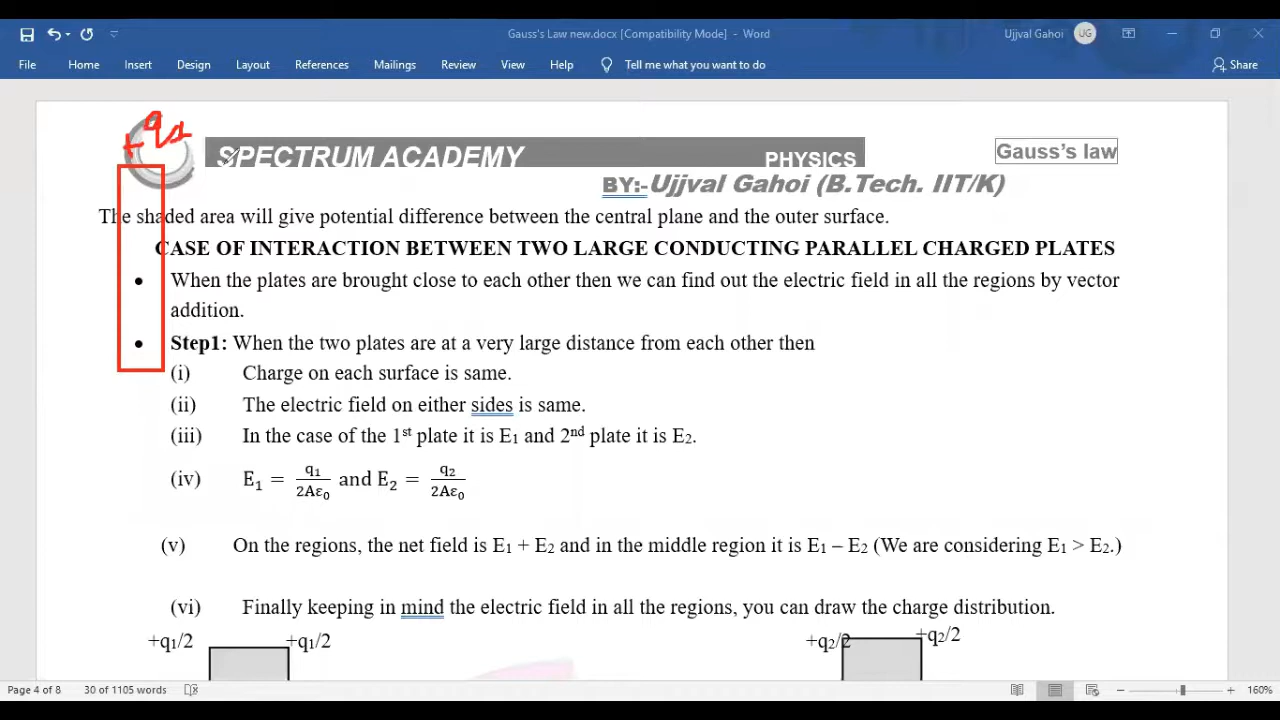 Gauss's Law new.docx [Compatibility Mode] - Word
Ujjval Gahoi UG
File Home Insert Design Layout References Mailings Review View Help Tell me what you want to do Share
+q1
SPECTRUM ACADEMY PHYSICS Gauss's law
BY:-Ujjval Gahoi (B.Tech. IIT/K)
The shaded area will give potential difference between the central plane and the outer surface.
CASE OF INTERACTION BETWEEN TWO LARGE CONDUCTING PARALLEL CHARGED PLATES
• When the plates are brought close to each other then we can find out the electric field in all the regions by vector
addition.
• Step1: When the two plates are at a very large distance from each other then
(i) Charge on each surface is same.
(ii) The electric field on either sides is same.
(iii) In the case of the 1st plate it is E1 and 2nd plate it is E2.
(iv) E1 = q1/2Aε0 and E2 = q2/2Aε0
(v) On the regions, the net field is E1 + E2 and in the middle region it is E1 – E2 (We are considering E1 > E2.)
(vi) Finally keeping in mind the electric field in all the regions, you can draw the charge distribution.
+q1/2 +q1/2 +q2/2 +q2/2
Page 4 of 8 30 of 1105 words 160%